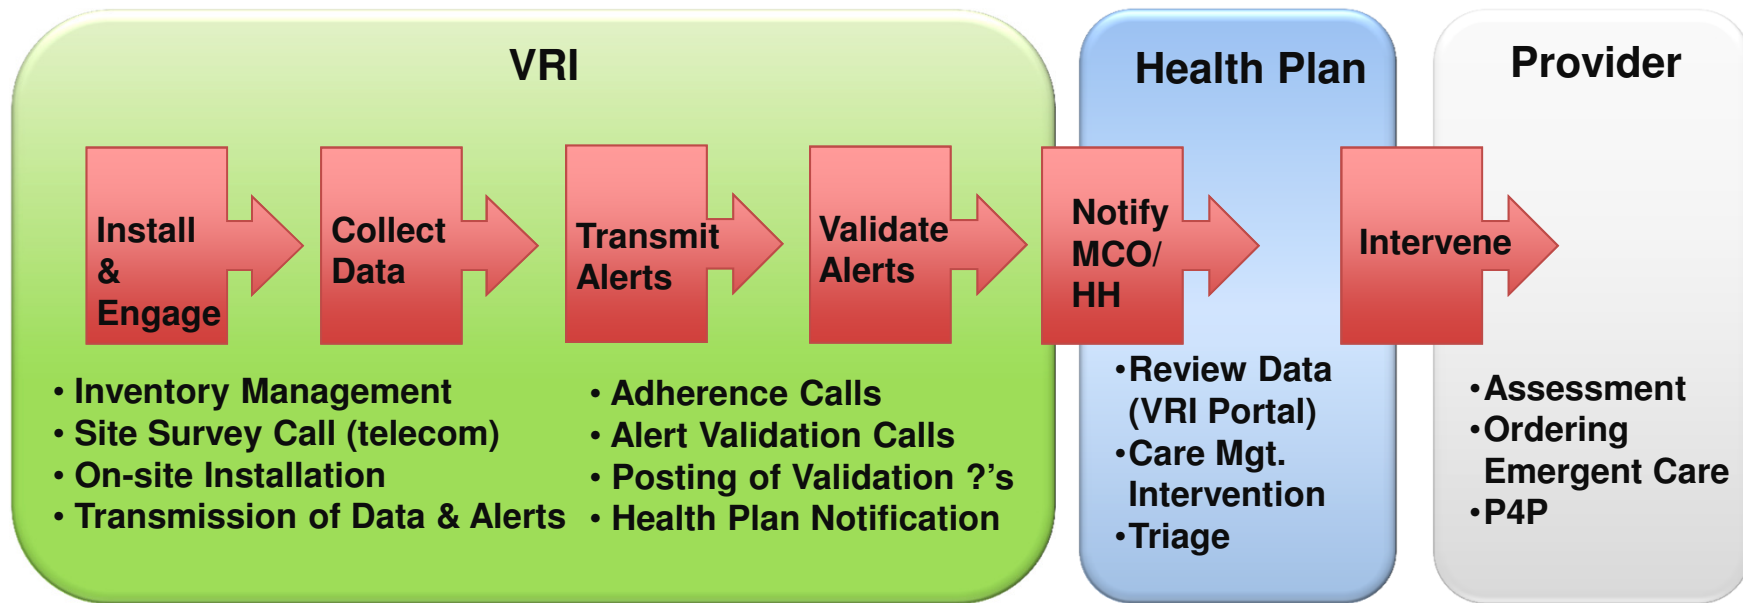 VRI
Health Plan
Provider
Install
&
Engage
Collect
Data
Transmit
Alerts
Validate
Alerts
Notify
MCO/
HH
Intervene
• Inventory Management
• Site Survey Call (telecom)
• On-site Installation
• Transmission of Data & Alerts
• Adherence Calls
• Alert Validation Calls
• Posting of Validation ?'s
• Health Plan Notification
•Review Data
(VRI Portal)
•Care Mgt.
Intervention
•Triage
•Assessment
•Ordering
Emergent Care
•P4P